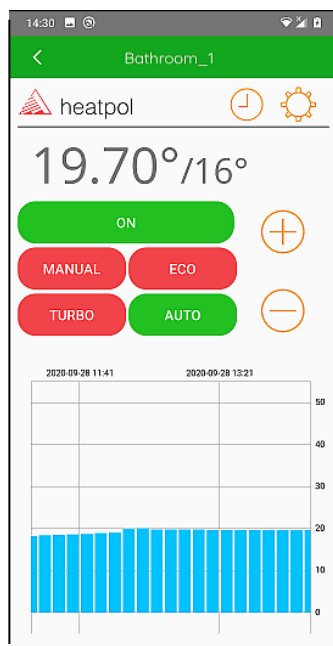 14:30
Bathroom_1
heatpol
19.70°/16°
ON
MANUAL ECO
TURBO AUTO
2020-09-28 11:41 2020-09-28 13:21
50
40
30
20
10
0